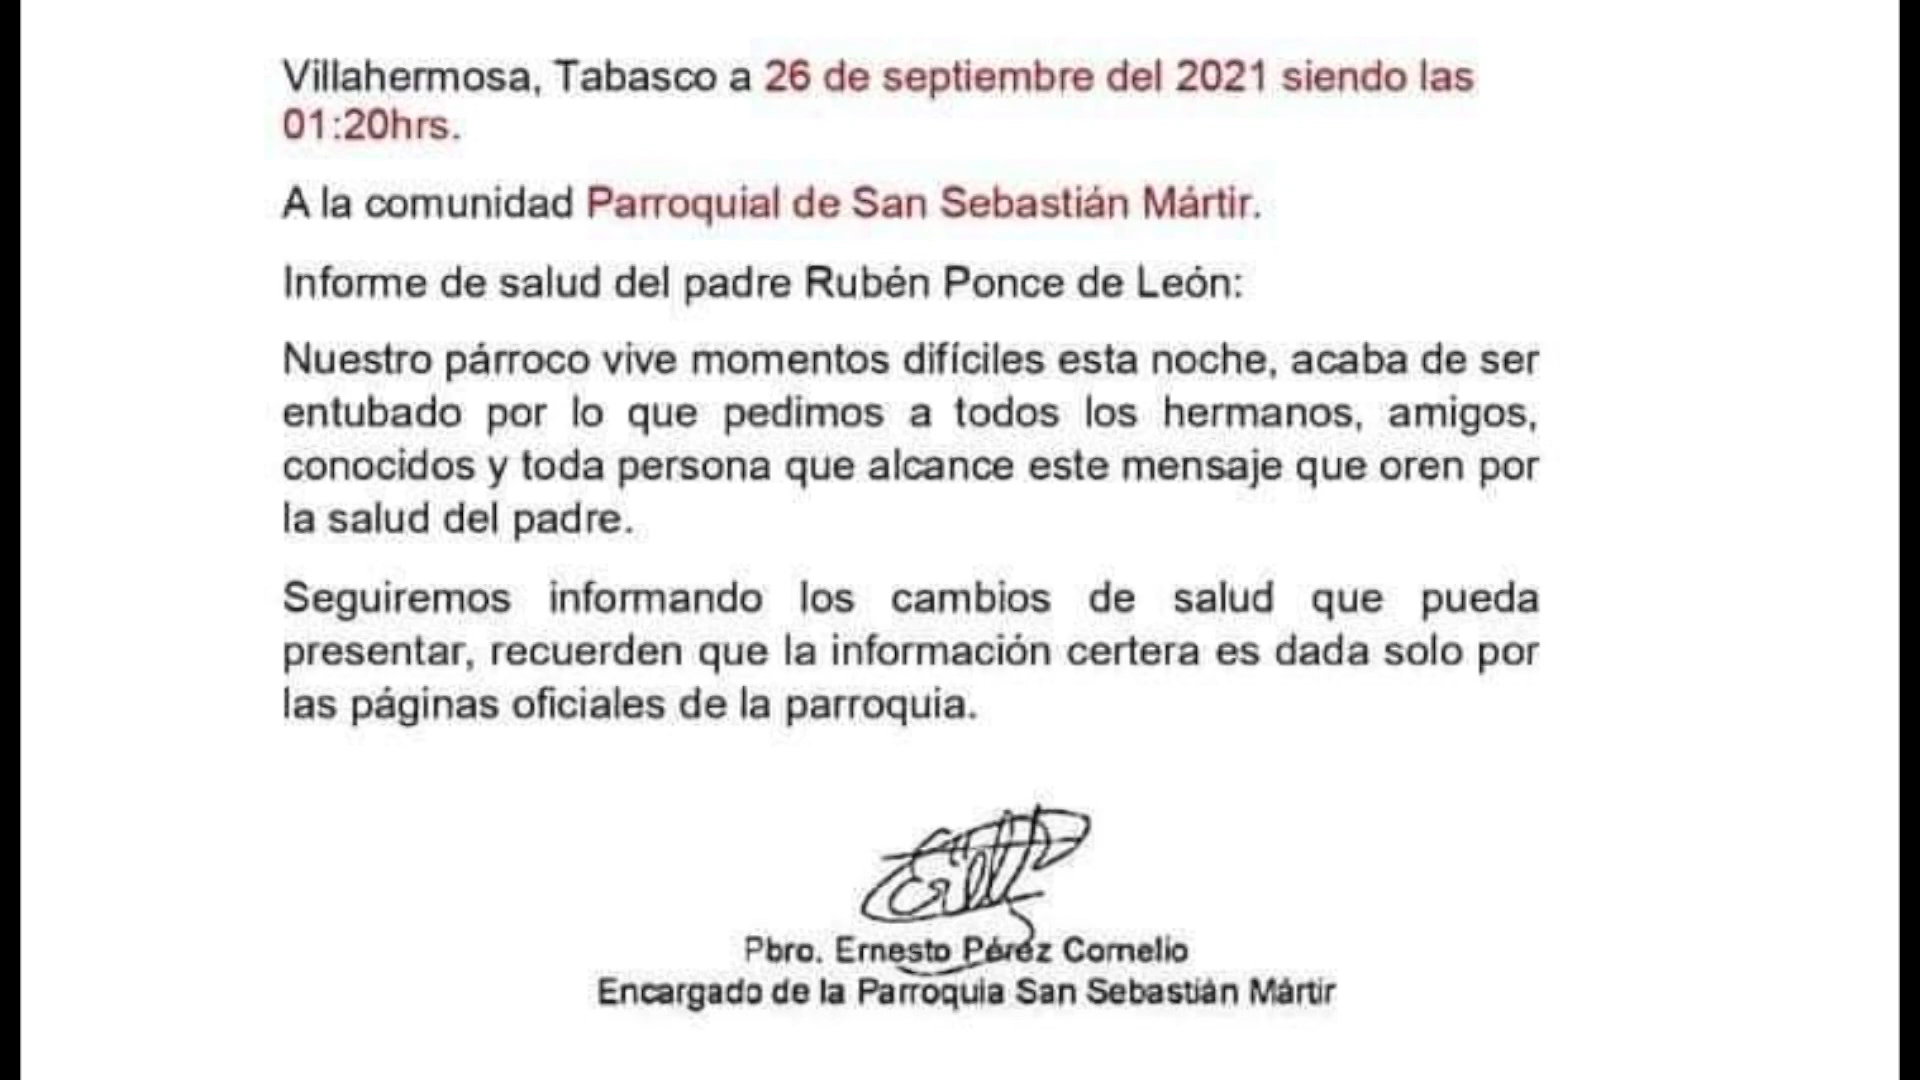 Villahermosa, Tabasco a 26 de septiembre del 2021 siendo las
01:20hrs.
A la comunidad Parroquial de San Sebastián Mártir.
Informe de salud del padre Rubén Ponce de León:
Nuestro párroco vive momentos difíciles esta noche, acaba de ser
entubado por lo que pedimos a todos los hermanos, amigos,
conocidos y toda persona que alcance este mensaje que oren por
la salud del padre.
Seguiremos informando los cambios de salud que pueda
presentar, recuerden que la información certera es dada solo por
las páginas oficiales de la parroquia.
Pbro. Ernesto Pérez Cornelio
Encargado de la Parroquia San Sebastián Mártir